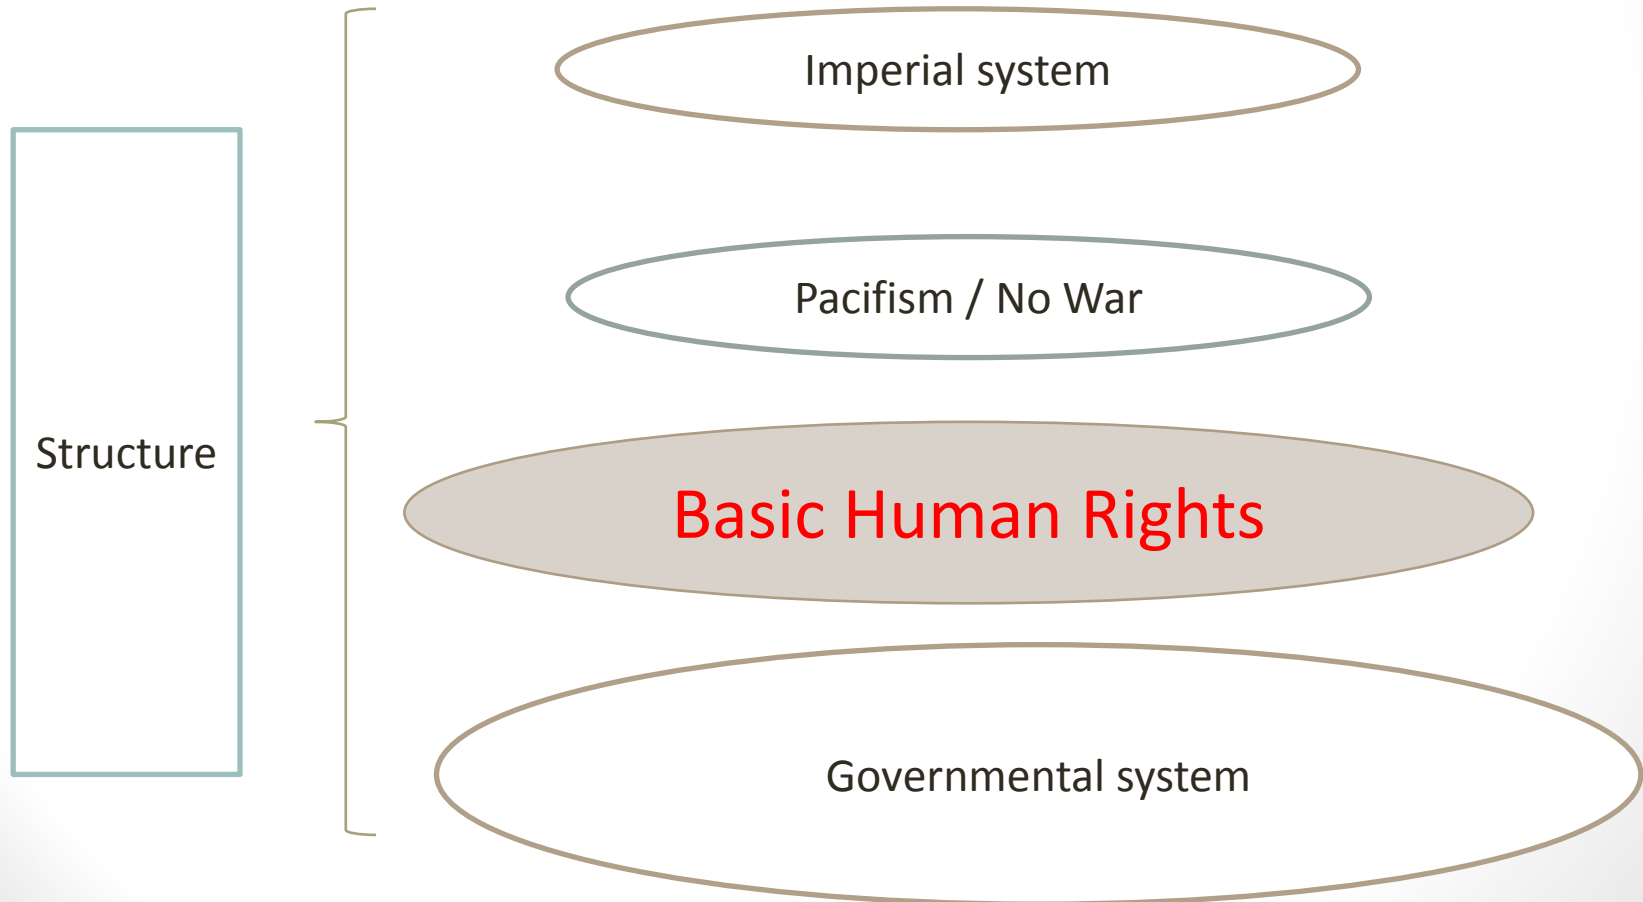 Structure
Imperial system
Pacifism / No War
Basic Human Rights
Governmental system